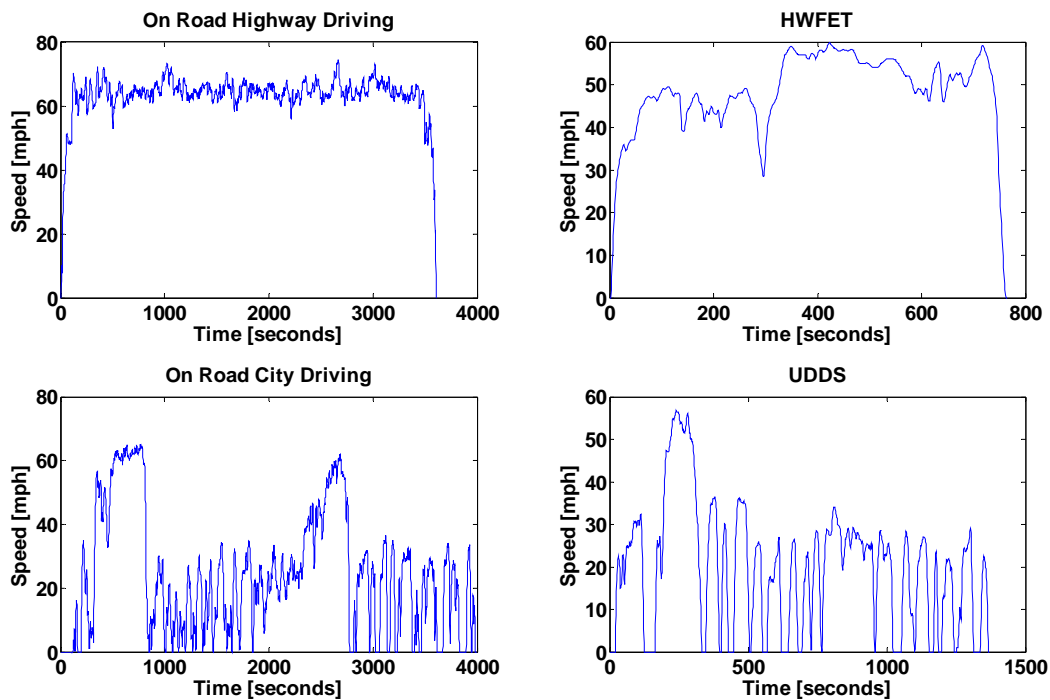 On Road Highway Driving
80
60
40
20
0
Speed [mph]
0 1000 2000 3000 4000
Time [seconds]
HWFET
60
50
40
30
20
10
0
Speed [mph]
0 200 400 600 800
Time [seconds]
On Road City Driving
80
60
40
20
0
Speed [mph]
0 1000 2000 3000 4000
Time [seconds]
UDDS
60
50
40
30
20
10
0
Speed [mph]
0 500 1000 1500
Time [seconds]